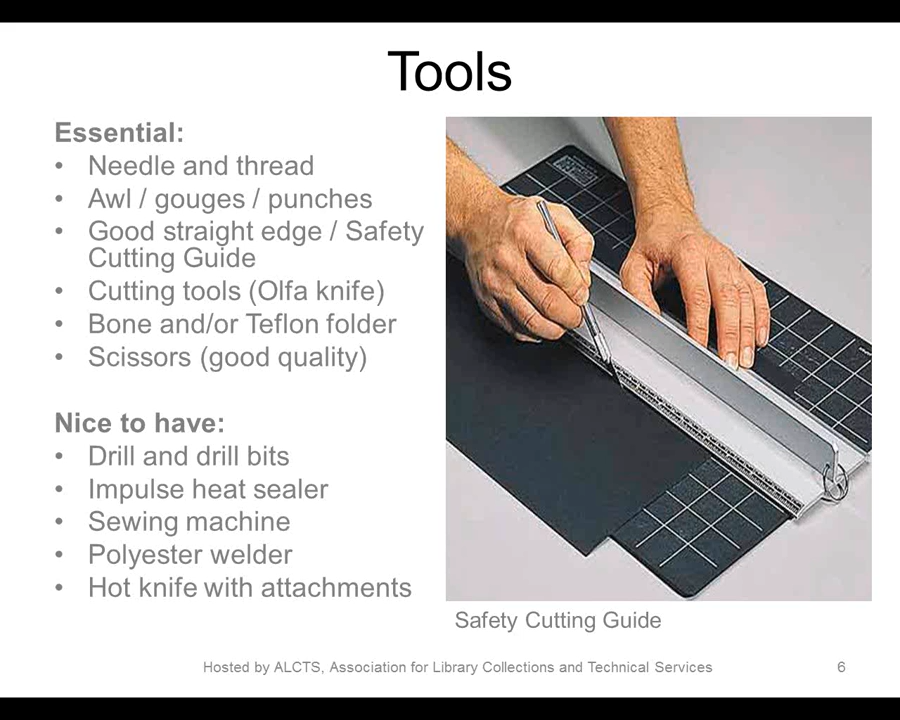 Tools
Essential:
• Needle and thread
• Awl / gouges / punches
• Good straight edge / Safety
Cutting Guide
• Cutting tools (Olfa knife)
• Bone and/or Teflon folder
• Scissors (good quality)
Nice to have:
• Drill and drill bits
• Impulse heat sealer
• Sewing machine
• Polyester welder
• Hot knife with attachments
Safety Cutting Guide
Hosted by ALCTS, Association for Library Collections and Technical Services
6